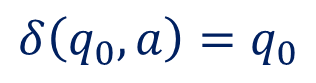 δ(q₀, a) = q₀